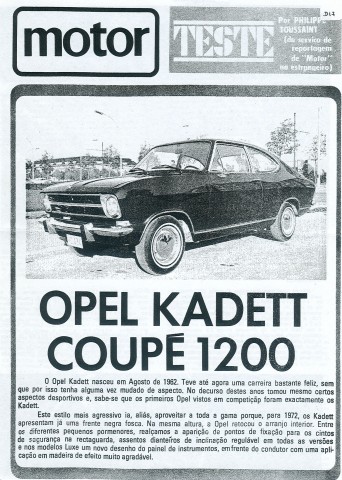 motor
TESTE
Por PHILIPPE
TOUSSAINT
(do serviço de
reportagem
de "Motor"
no estrangeiro)
OPEL KADETT
COUPÉ 1200
O Opel Kadett nasceu em Agosto de 1962. Teve até agora uma carreira bastante feliz, sem
que por isso tenha alguma vez mudado de aspecto. No decurso destes anos tomou mesmo certos
aspectos desportivos e, sabe-se que os primeiros Opel vistos em competição foram exactamente os
Kadett.
Este estilo mais agressivo ia, aliás, aproveitar a toda a gama porque, para 1972, os Kadett
apresentam já uma frente negra fosca. Na mesma altura, a Opel retocou o arranjo interior. Entre
os diferentes pequenos pormenores, realçamos a aparição de pontos de fixação para os cintos
de segurança na rectaguarda, assentos dianteiros de inclinação regulável em todas as versões
e nos modelos Luxe um novo desenho do painel de instrumentos, em frente do condutor com uma apli-
cação em madeira de efeito muito agradável.